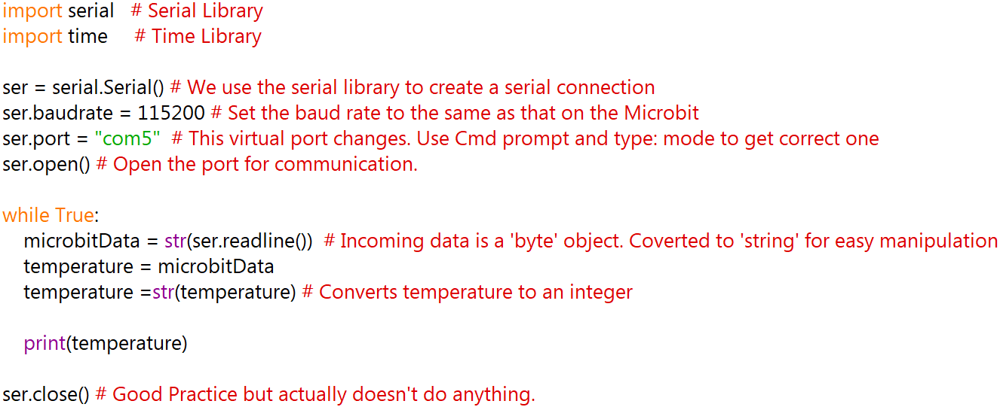 import serial   # Serial Library
import time     # Time Library
ser = serial.Serial() # We use the serial library to create a serial connection
ser.baudrate = 115200 # Set the baud rate to the same as that on the Microbit
ser.port = "com5"  # This virtual port changes. Use Cmd prompt and type: mode to get correct one
ser.open() # Open the port for communication.
while True:
    microbitData = str(ser.readline())  # Incoming data is a 'byte' object. Coverted to 'string' for easy manipulation
    temperature = microbitData
    temperature =str(temperature) # Converts temperature to an integer
    print(temperature)
ser.close() # Good Practice but actually doesn't do anything.